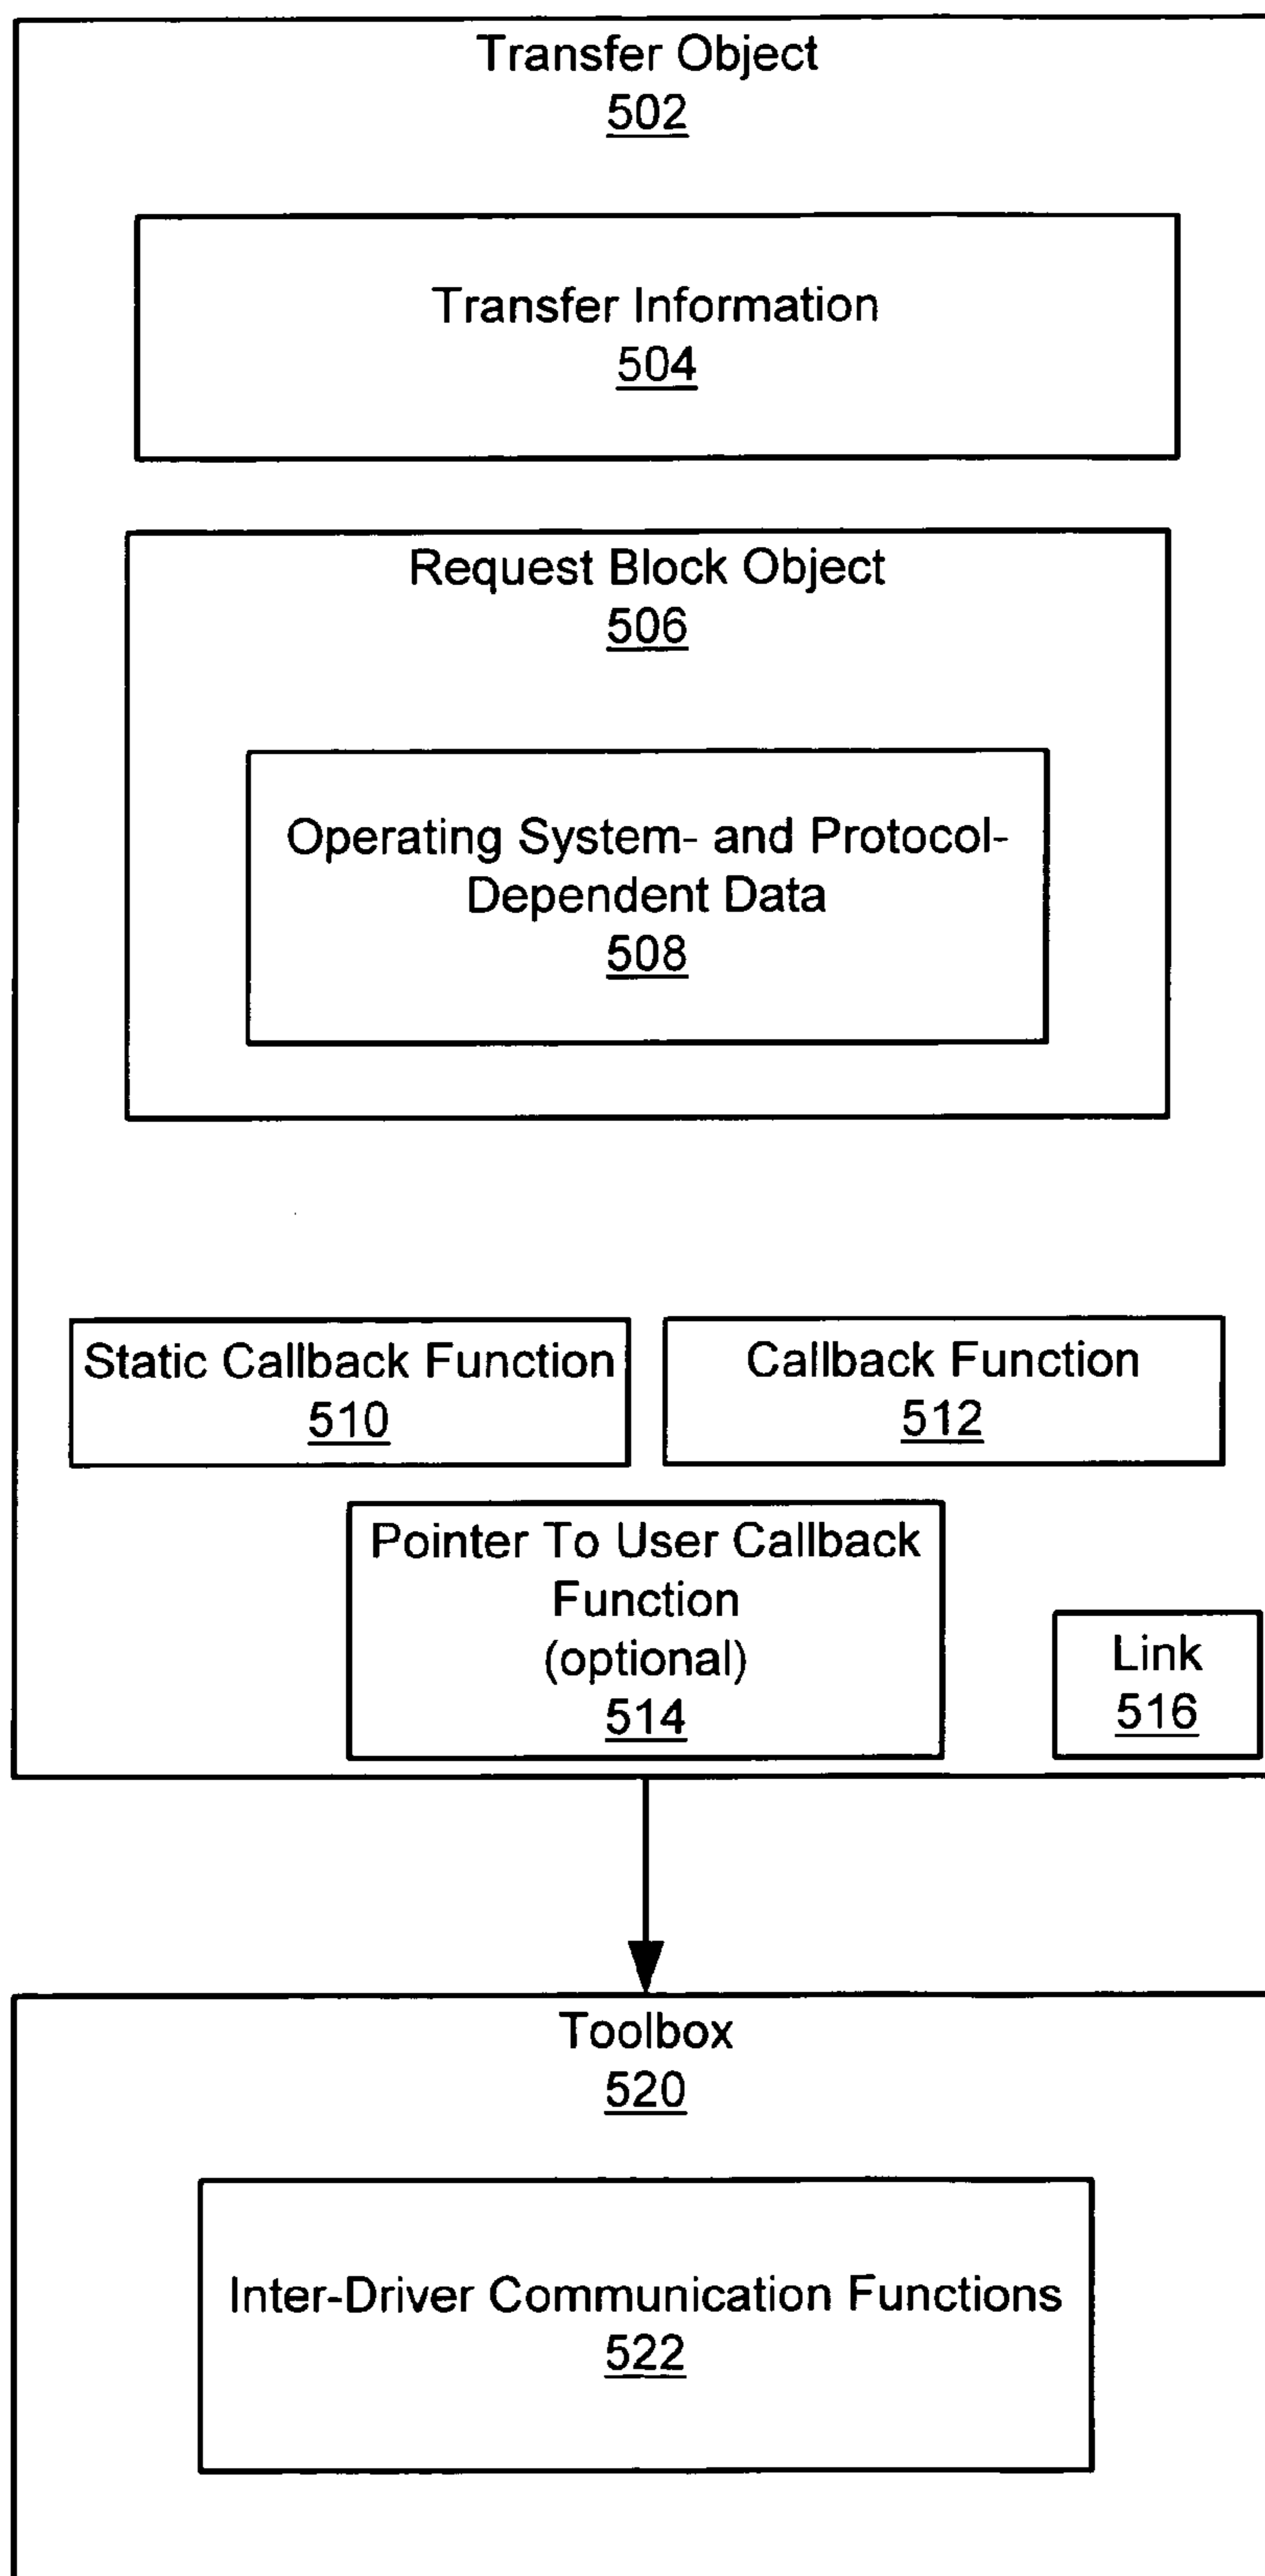 Transfer Object
502
Transfer Information
504
Request Block Object
506
Operating System- and Protocol-
Dependent Data
508
Static Callback Function
510
Callback Function
512
Pointer To User Callback
Function
(optional)
514
Link
516
Toolbox
520
Inter-Driver Communication Functions
522